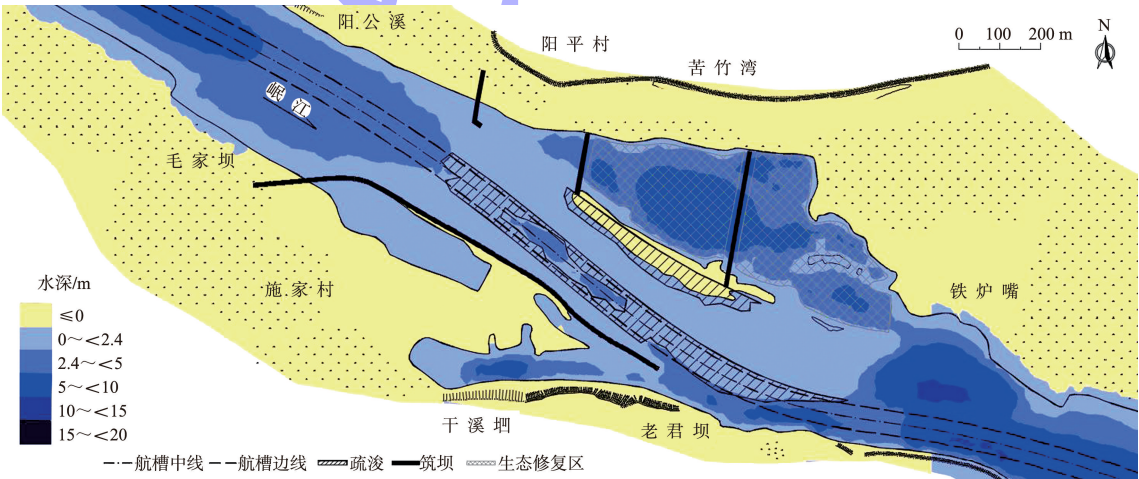 阳公溪
阳平村
苦竹湾
0 100 200 m
N
岷江
毛家坝
施家村
铁炉嘴
干溪坝
老君坝
水深/m
≤0
0～<2.4
2.4～<5
5～<10
10～<15
15～<20
航槽中线 航槽边线 疏浚 筑坝 生态修复区